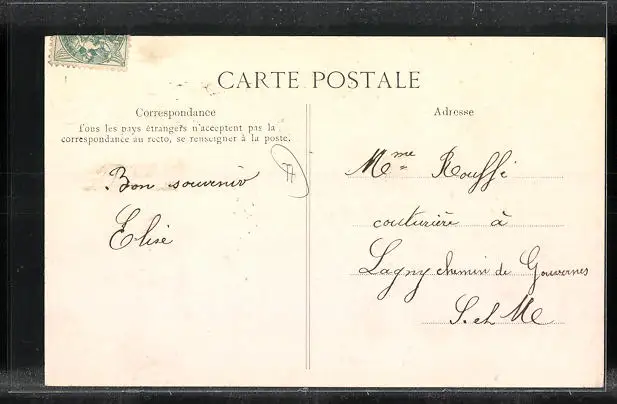 CARTE POSTALE
Correspondance
Tous les pays étrangers n'acceptent pas la
correspondance au recto, se renseigner à la poste.
Bon souvenir
Elise
Adresse
Mme Rouffé
couturière à
Lagny chemin de Gouvernes
S. et M